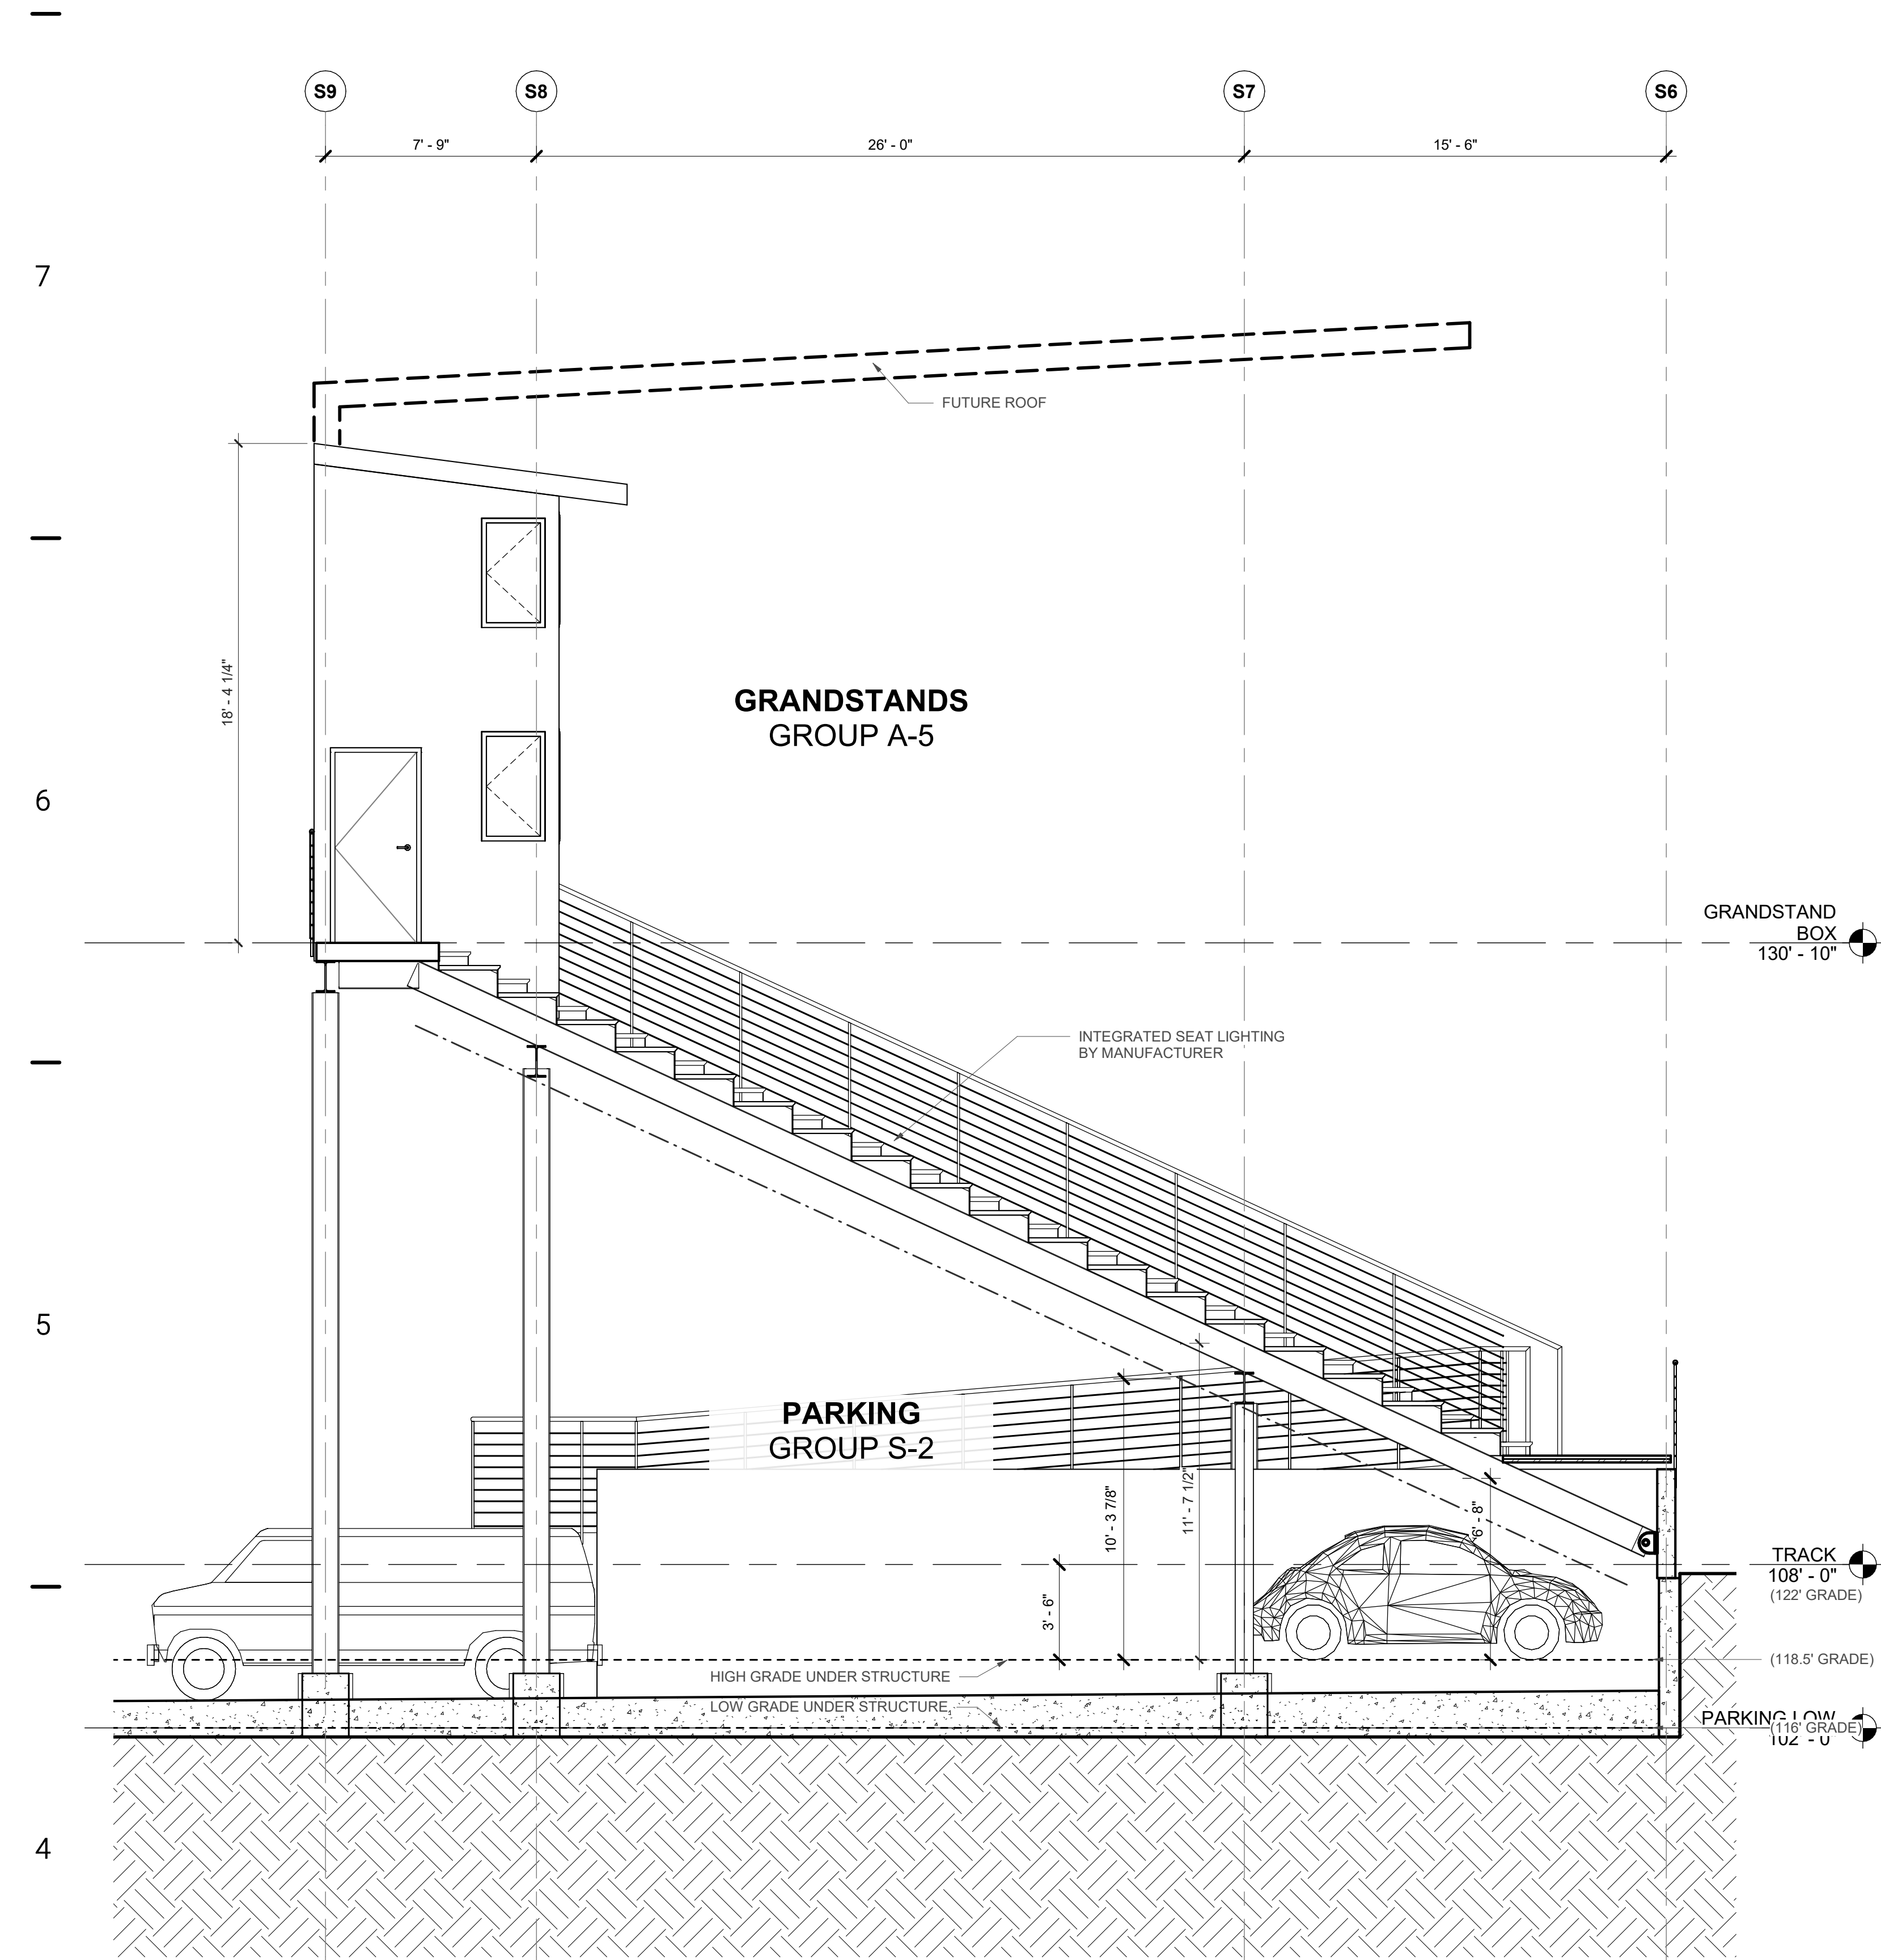 S9
S8
S7
S6
7' - 9"
26' - 0"
15' - 6"
7
FUTURE ROOF
18' - 4 1/4"
GRANDSTANDS
GROUP A-5
6
GRANDSTAND
BOX
130' - 10"
INTEGRATED SEAT LIGHTING
BY MANUFACTURER
5
PARKING
GROUP S-2
10' - 3 7/8"
11' - 7 1/2"
6' - 8"
3' - 6"
TRACK
108' - 0"
(122' GRADE)
HIGH GRADE UNDER STRUCTURE
(118.5' GRADE)
LOW GRADE UNDER STRUCTURE
PARKING LOW
(116' GRADE)
102' - 0"
4